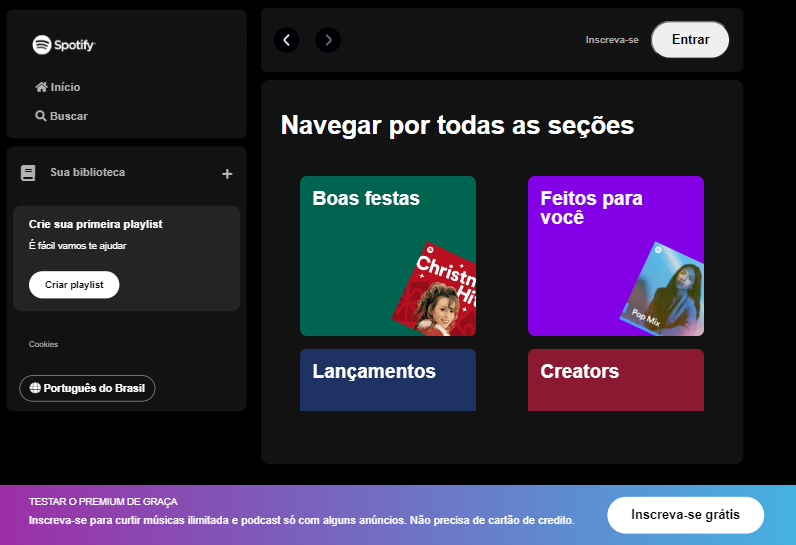 Spotify
Início
Buscar
Sua biblioteca
+
Crie sua primeira playlist
É fácil vamos te ajudar
Criar playlist
Cookies
Português do Brasil
Inscreva-se
Entrar
Navegar por todas as seções
Boas festas
Christm
Hit
Feitos para
você
Pop Mix
Lançamentos
Creators
TESTAR O PREMIUM DE GRAÇA
Inscreva-se para curtir músicas ilimitada e podcast só com alguns anúncios. Não precisa de cartão de credito.
Inscreva-se grátis